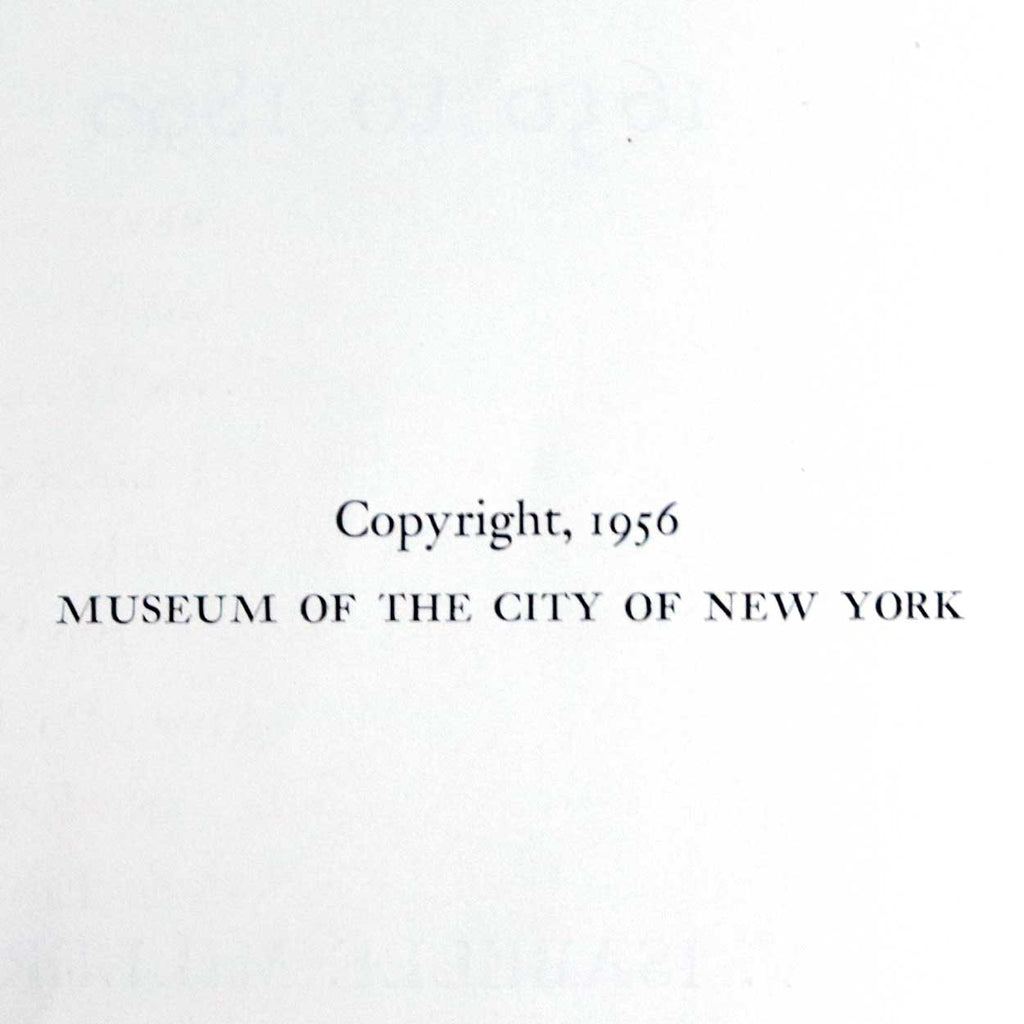 Copyright, 1956
MUSEUM OF THE CITY OF NEW YORK